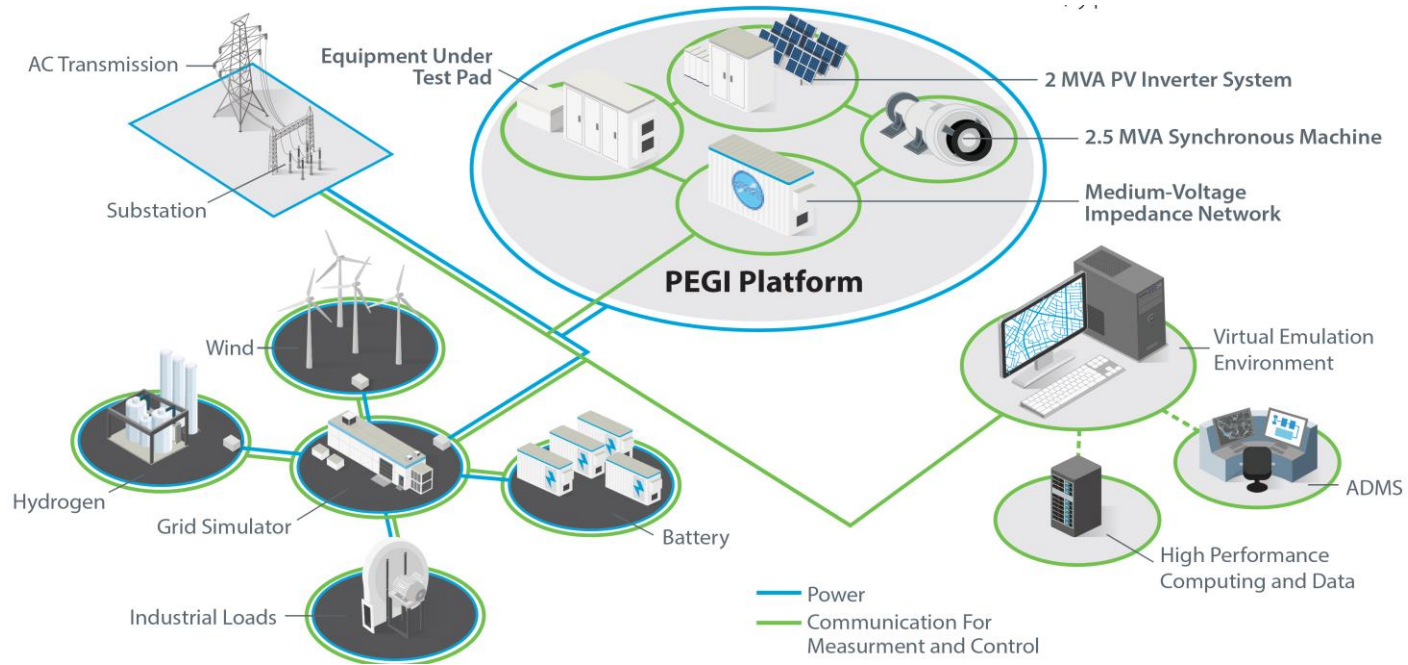 AC Transmission
Substation
Equipment Under
Test Pad
2 MVA PV Inverter System
2.5 MVA Synchronous Machine
Medium-Voltage
Impedance Network
PEGI Platform
Wind
Hydrogen
Grid Simulator
Battery
Industrial Loads
Virtual Emulation
Environment
ADMS
High Performance
Computing and Data
Power
Communication For
Measurment and Control